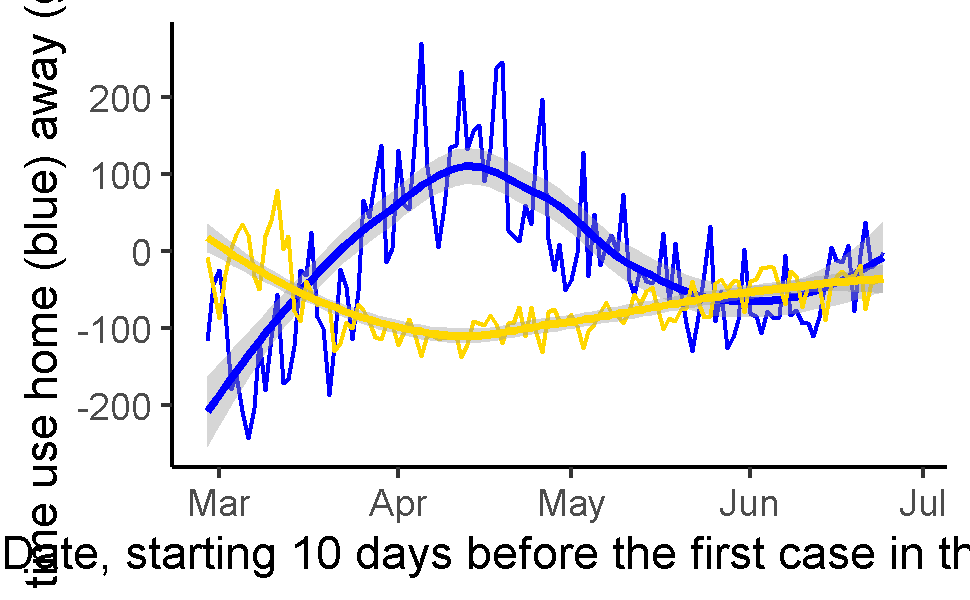 time use home (blue) away (
200
100
0
-100
-200
Mar Apr May Jun Jul
Date, starting 10 days before the first case in th